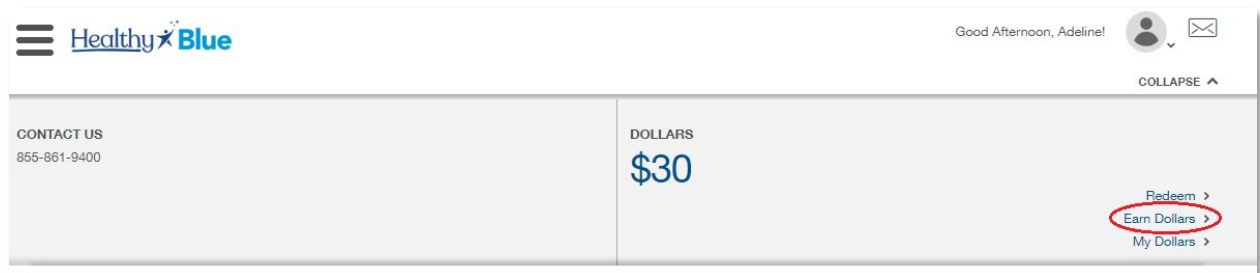 Healthy Blue
Good Afternoon, Adeline!
COLLAPSE
CONTACT US
855-861-9400
DOLLARS
$30
Redeem >
Earn Dollars >
My Dollars >